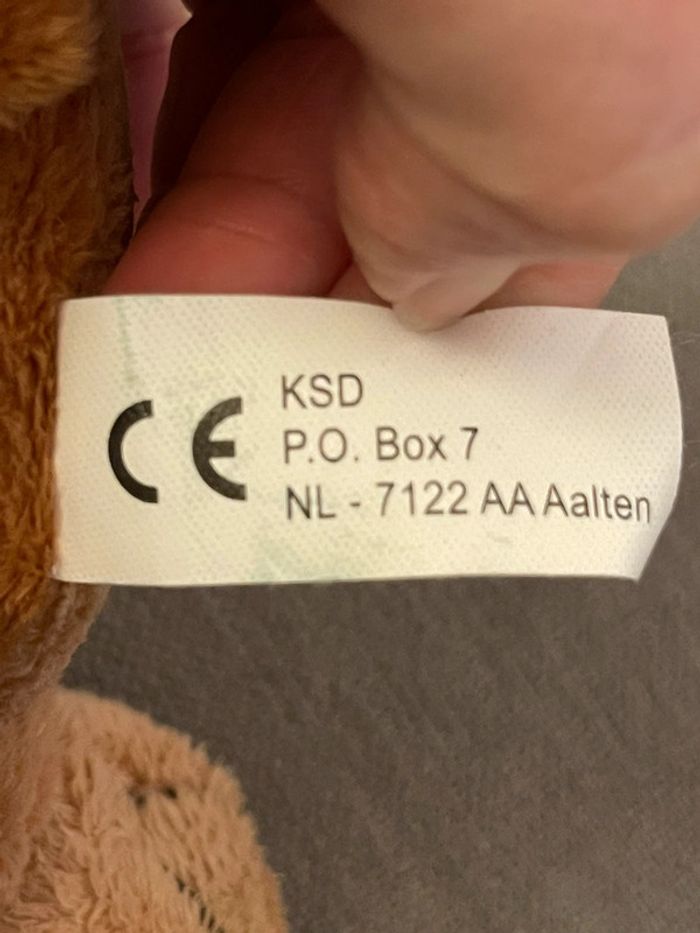 CE
KSD
P.O. Box 7
NL - 7122 AA Aalten